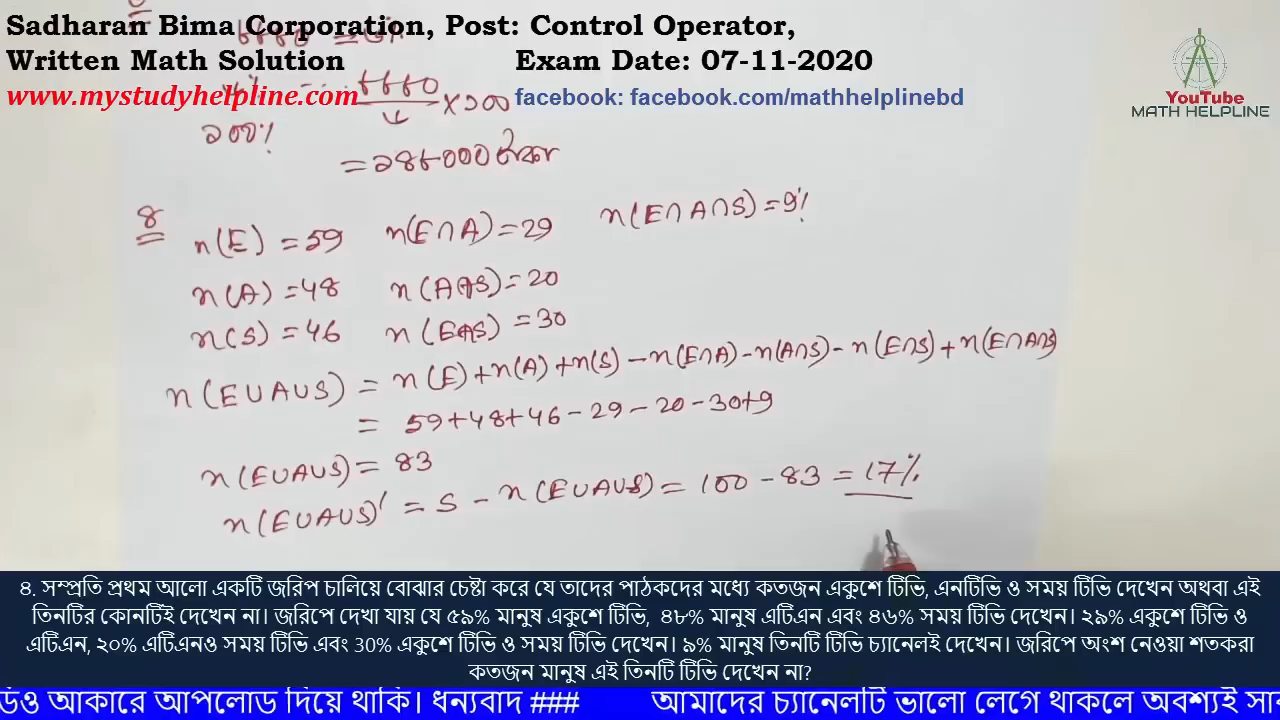 Sadharan Bima Corporation, Post: Control Operator,
Written Math Solution Exam Date: 07-11-2020
www.mystudyhelpline.com facebook: facebook.com/mathhelplinebd
YouTube
MATH HELPLINE
১০০%
×১০০
8
n(E) = 59 n(E∩A) = 29 n(E∩A∩S) = 9%
n(A) = 48 n(A∩S) = 20
n(S) = 46 n(E∩S) = 30
n(E∪A∪S) = n(E) + n(A) + n(S) - n(E∩A) - n(A∩S) - n(E∩S) + n(E∩A∩S)
= 59+48+46-29-20-30+9
n(E∪A∪S) = 83
n(E∪A∪S)′ = S - n(E∪A∪S) = 100 - 83 = 17%
৪. সম্প্রতি প্রথম আলো একটি জরিপ চালিয়ে বোঝার চেষ্টা করে যে তাদের পাঠকদের মধ্যে কতজন একুশে টিভি, এনটিভি ও সময় টিভি দেখেন অথবা এই
তিনটির কোনটিই দেখেন না। জরিপে দেখা যায় যে ৫৯% মানুষ একুশে টিভি, ৪৮% মানুষ এটিএন এবং ৪৬% সময় টিভি দেখেন। ২৯% একুশে টিভি ও
এটিএন, ২০% এটিএনও সময় টিভি এবং 30% একুশে টিভি ও সময় টিভি দেখেন। ৯% মানুষ তিনটি টিভি চ্যানেলই দেখেন। জরিপে অংশ নেওয়া শতকরা
কতজন মানুষ এই তিনটি টিভি দেখেন না?
ডিও আকারে আপলোড দিয়ে থাকি। ধন্যবাদ ### আমাদের চ্যানেলটি ভালো লেগে থাকলে অবশ্যই সা